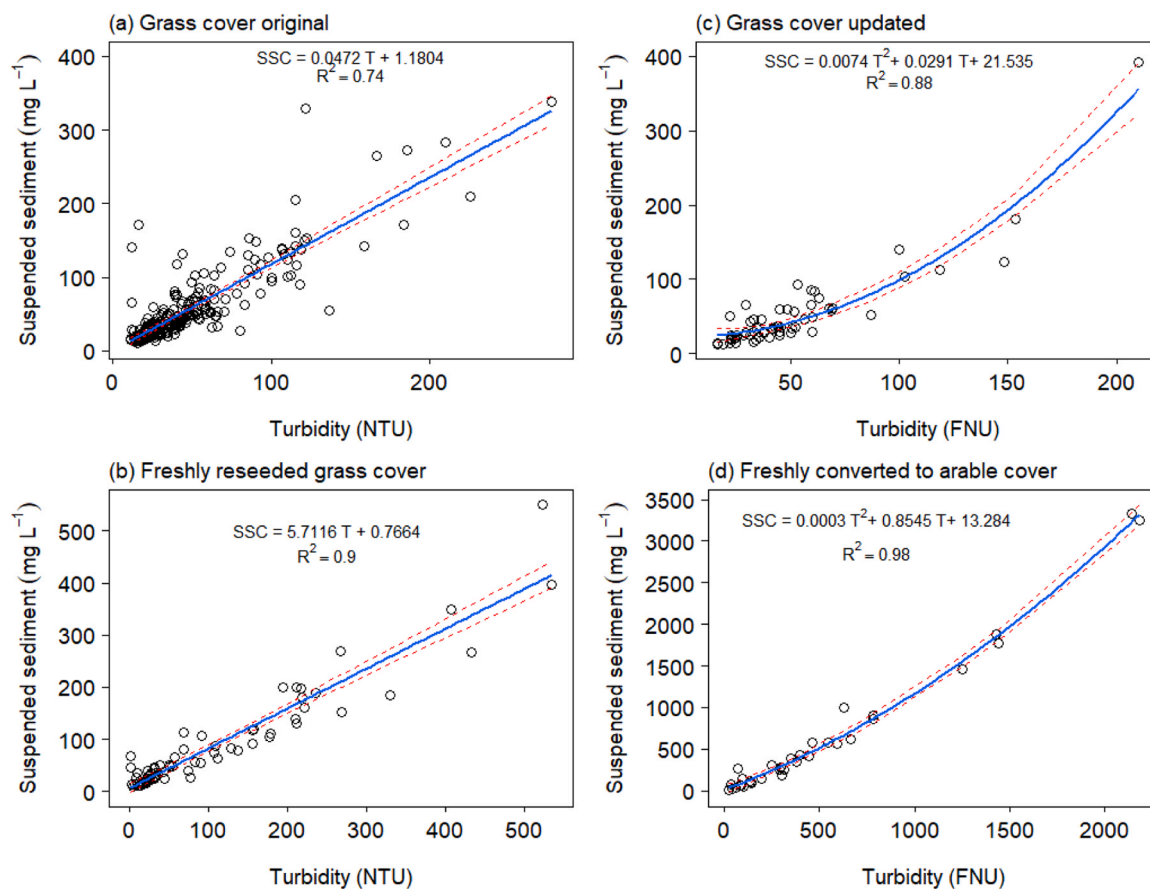 (a) Grass cover original
SSC = 0.0472 T + 1.1804
R² = 0.74
Suspended sediment (mg L⁻¹)
400
300
200
100
0
0 100 200
Turbidity (NTU)
(c) Grass cover updated
SSC = 0.0074 T² + 0.0291 T + 21.535
R² = 0.88
Suspended sediment (mg L⁻¹)
400
300
200
100
0
50 100 150 200
Turbidity (FNU)
(b) Freshly reseeded grass cover
SSC = 5.7116 T + 0.7664
R² = 0.9
Suspended sediment (mg L⁻¹)
500
400
300
200
100
0
0 100 200 300 400 500
Turbidity (NTU)
(d) Freshly converted to arable cover
SSC = 0.0003 T² + 0.8545 T + 13.284
R² = 0.98
Suspended sediment (mg L⁻¹)
3500
3000
2500
2000
1500
1000
500
0
0 500 1000 1500 2000
Turbidity (FNU)